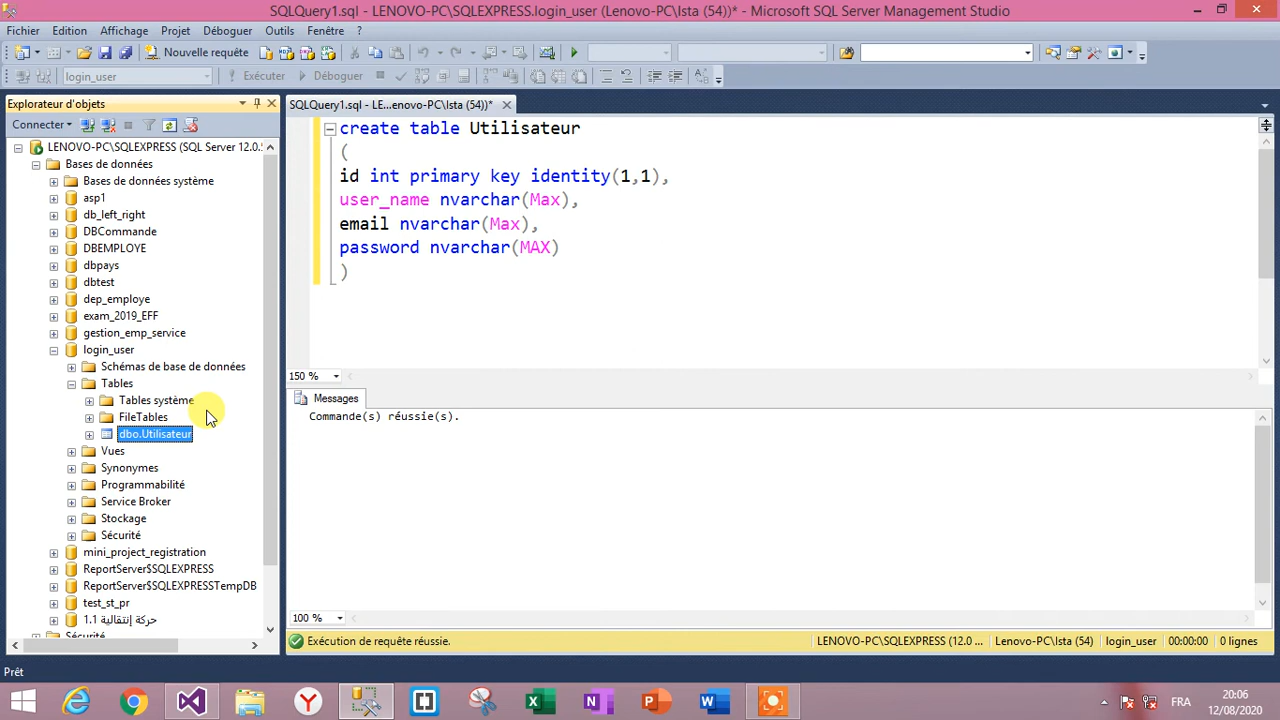 SQLQuery1.sql - LENOVO-PC\SQLEXPRESS.login_user (Lenovo-PC\Ista (54))* - Microsoft SQL Server Management Studio
Fichier Edition Affichage Projet Déboguer Outils Fenêtre ?
Nouvelle requête
login_user Exécuter Déboguer
Explorateur d'objets
Connecter
LENOVO-PC\SQLEXPRESS (SQL Server 12.0.
Bases de données
Bases de données système
asp1
db_left_right
DBCommande
DBEMPLOYE
dbpays
dbtest
dep_employe
exam_2019_EFF
gestion_emp_service
login_user
Schémas de base de données
Tables
Tables système
FileTables
dbo.Utilisateur
Vues
Synonymes
Programmabilité
Service Broker
Stockage
Sécurité
mini_project_registration
ReportServer$SQLEXPRESS
ReportServer$SQLEXPRESSTempDB
test_st_pr
حركة إنتقالية 1.1
Sécurité
SQLQuery1.sql - LE...enovo-PC\Ista (54))*
create table Utilisateur
(
id int primary key identity(1,1),
user_name nvarchar(Max),
email nvarchar(Max),
password nvarchar(MAX)
)
150 %
Messages
Commande(s) réussie(s).
100 %
Exécution de requête réussie. LENOVO-PC\SQLEXPRESS (12.0 ... Lenovo-PC\Ista (54) login_user 00:00:00 0 lignes
Prêt
FRA 20:06
12/08/2020